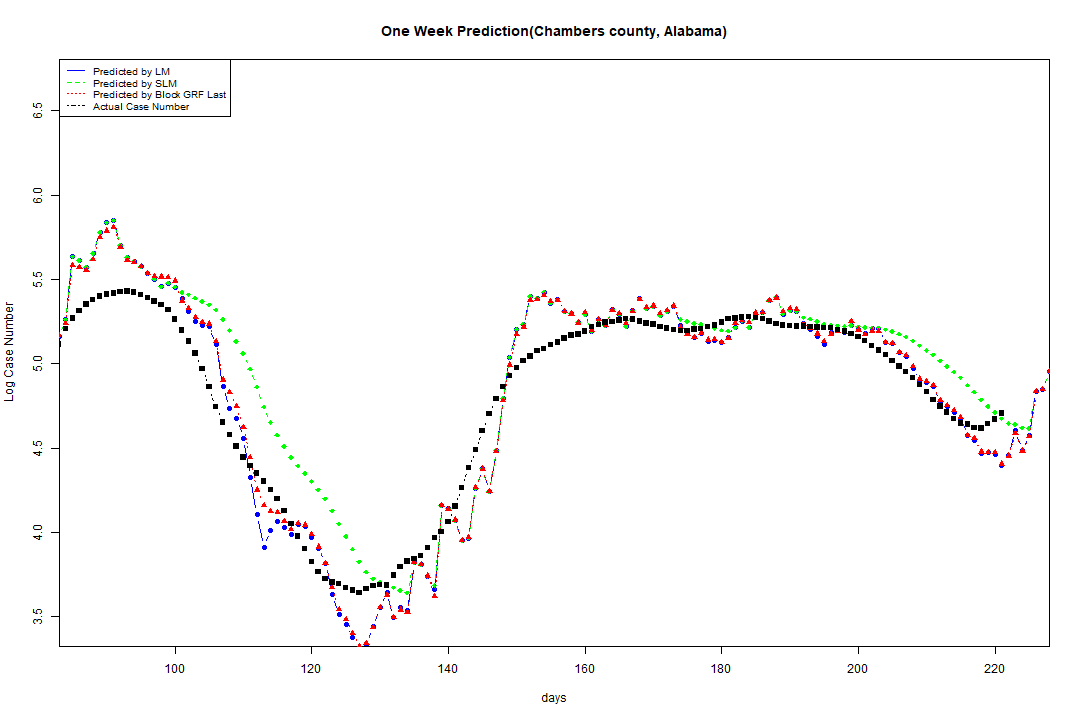 One Week Prediction(Chambers county, Alabama)
Predicted by LM
Predicted by SLM
Predicted by Block GRF Last
Actual Case Number
Log Case Number
6.5
6.0
5.5
5.0
4.5
4.0
3.5
100 120 140 160 180 200 220
days